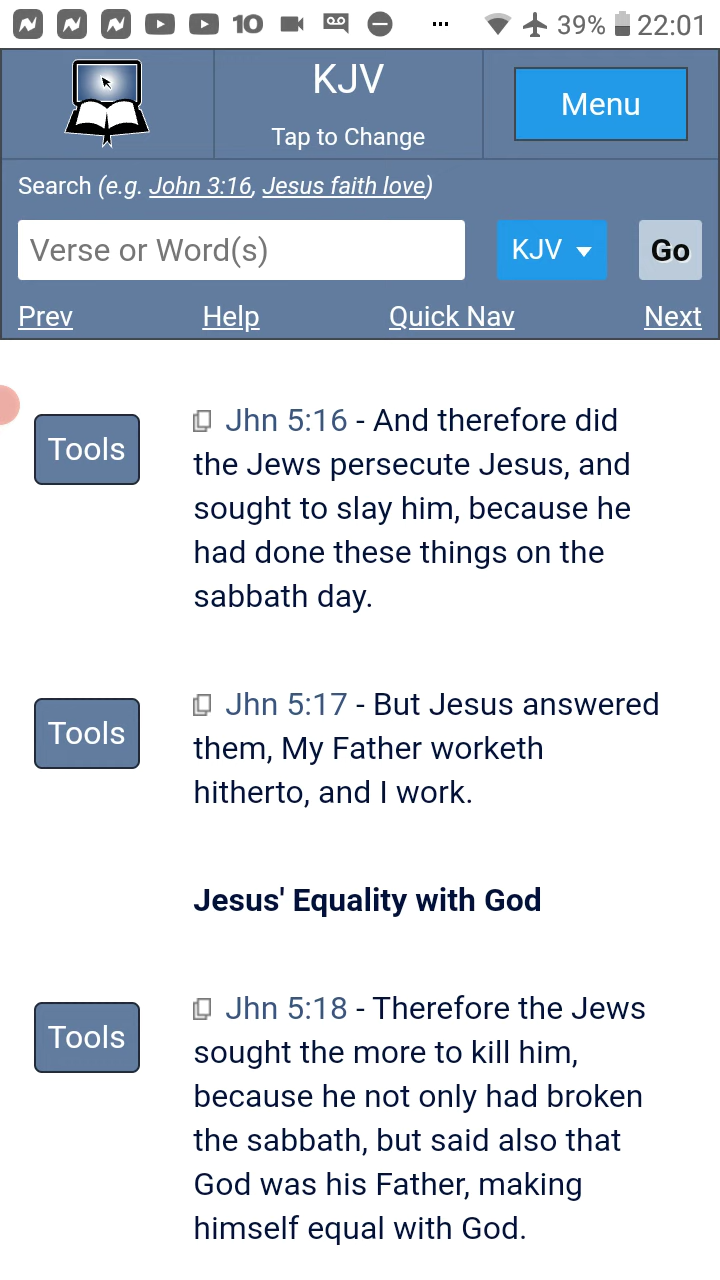 10 ... 39% 22:01
KJV
Tap to Change
Menu
Search (e.g. John 3:16, Jesus faith love)
Verse or Word(s) KJV Go
Prev Help Quick Nav Next
Tools
Jhn 5:16 - And therefore did
the Jews persecute Jesus, and
sought to slay him, because he
had done these things on the
sabbath day.
Tools
Jhn 5:17 - But Jesus answered
them, My Father worketh
hitherto, and I work.
Jesus' Equality with God
Tools
Jhn 5:18 - Therefore the Jews
sought the more to kill him,
because he not only had broken
the sabbath, but said also that
God was his Father, making
himself equal with God.